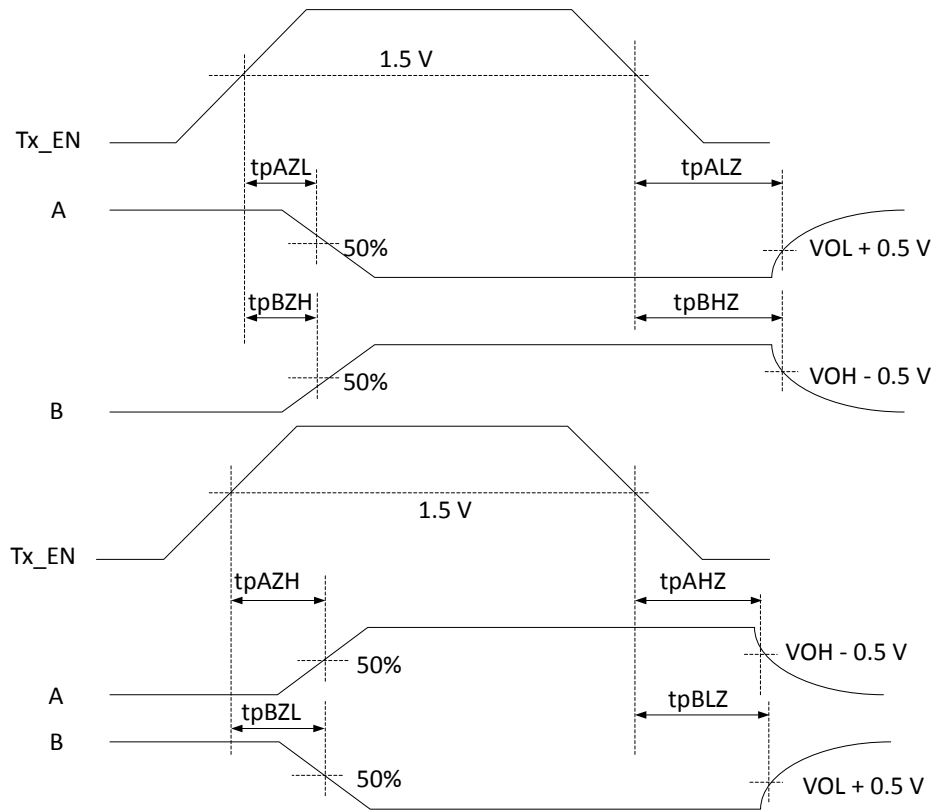 1.5 V
Tx_EN
tpAZL
tpALZ
A
50%
VOL + 0.5 V
tpBZH
tpBHZ
50%
VOH - 0.5 V
B
1.5 V
Tx_EN
tpAZH
tpAHZ
50%
VOH - 0.5 V
A
tpBZL
tpBLZ
B
50%
VOL + 0.5 V